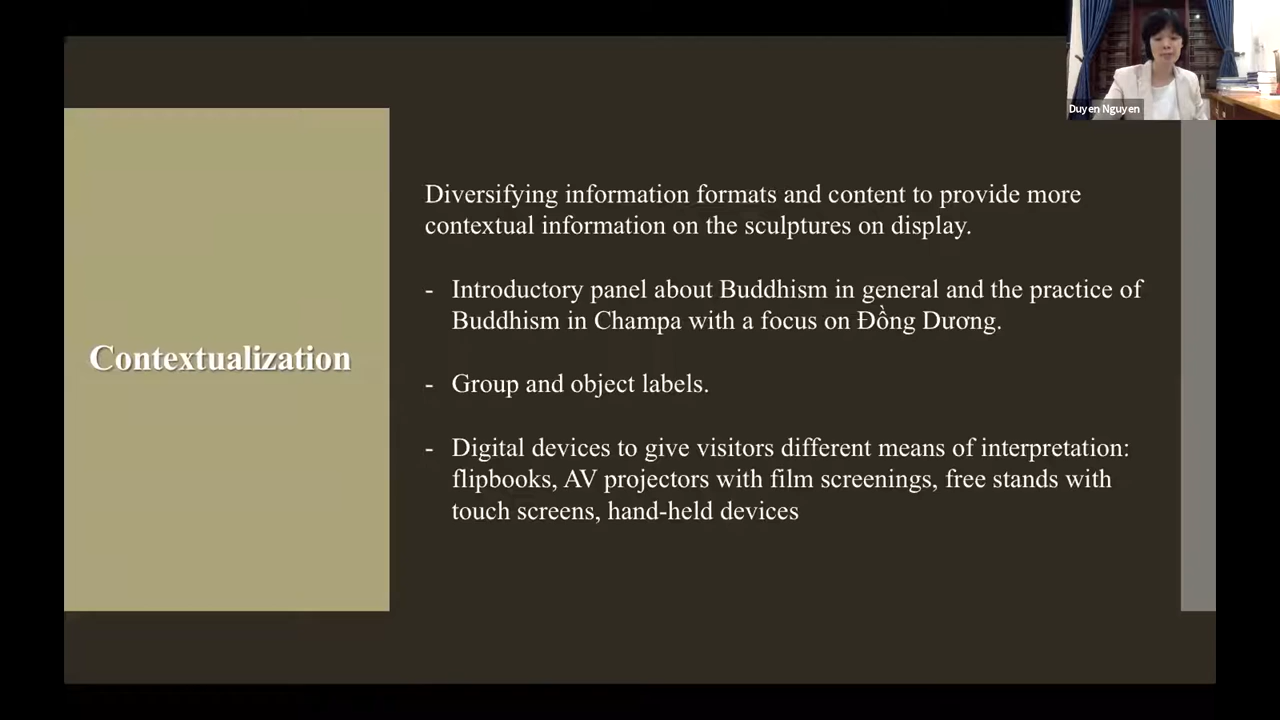 Duyen Nguyen
Contextualization
Diversifying information formats and content to provide more
contextual information on the sculptures on display.
- Introductory panel about Buddhism in general and the practice of
Buddhism in Champa with a focus on Đồng Dương.
- Group and object labels.
- Digital devices to give visitors different means of interpretation:
flipbooks, AV projectors with film screenings, free stands with
touch screens, hand-held devices